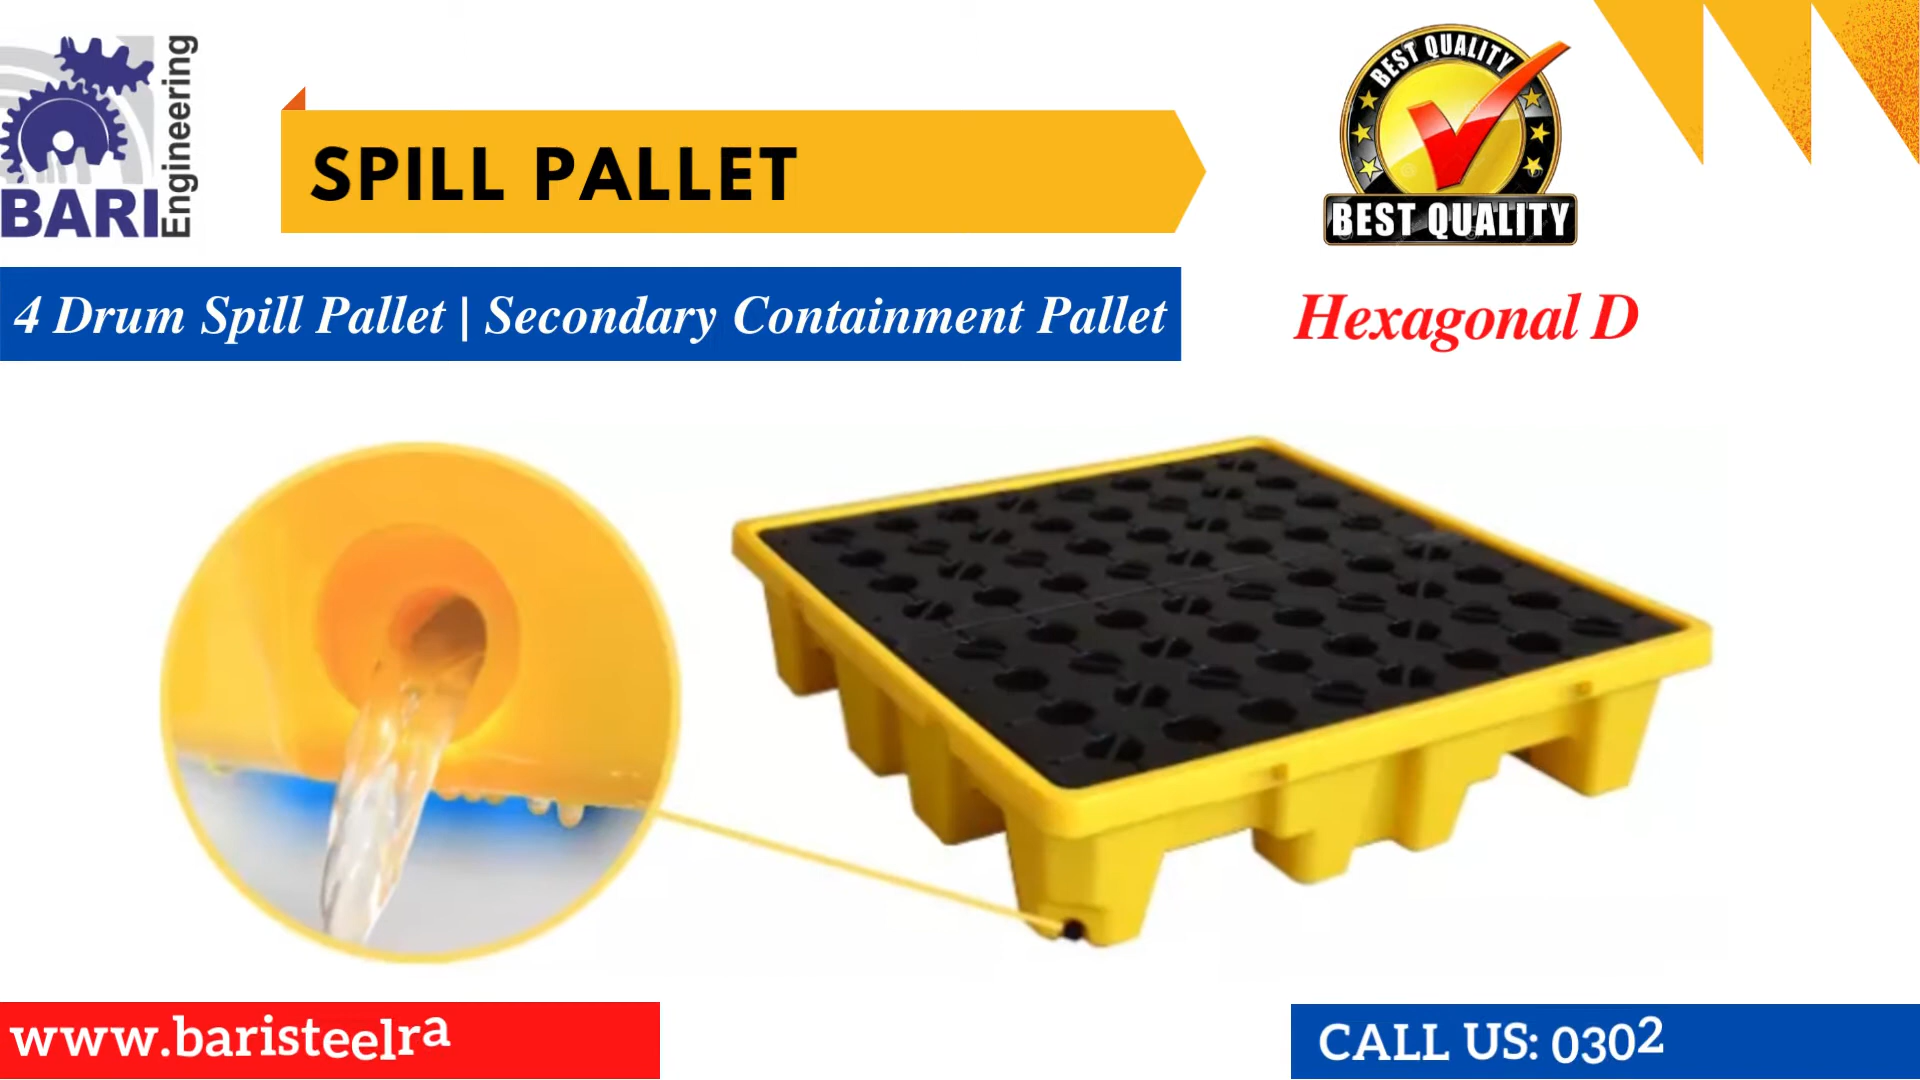 BARI
Engineering
SPILL PALLET
BEST QUALITY
BEST QUALITY
4 Drum Spill Pallet | Secondary Containment Pallet
Hexagonal D
www.baristeelra
CALL US: 0302